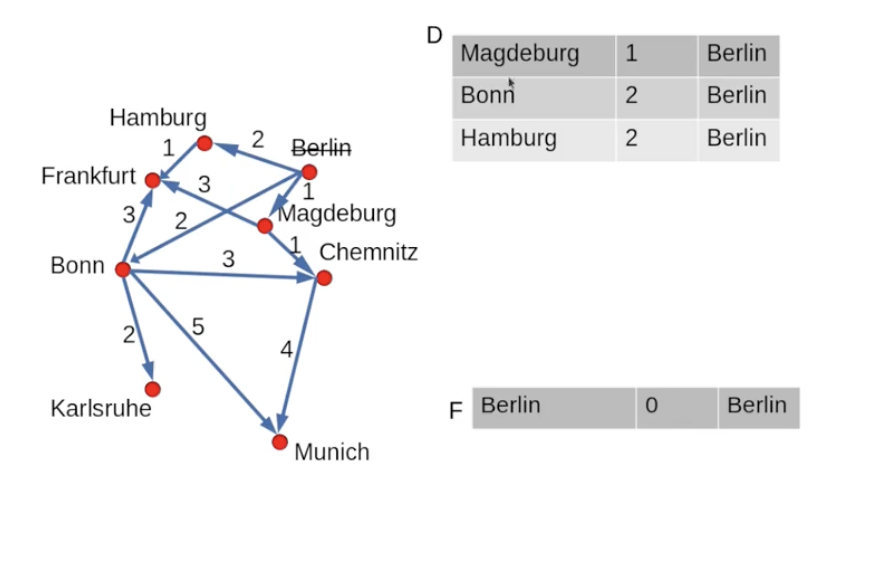 D
Magdeburg 1 Berlin
Bonn 2 Berlin
Hamburg 2 Berlin
Hamburg
1
2
Berlin
Frankfurt
3
1
3
2
Magdeburg
1
Chemnitz
Bonn
3
2
5
4
Karlsruhe
Munich
F Berlin 0 Berlin